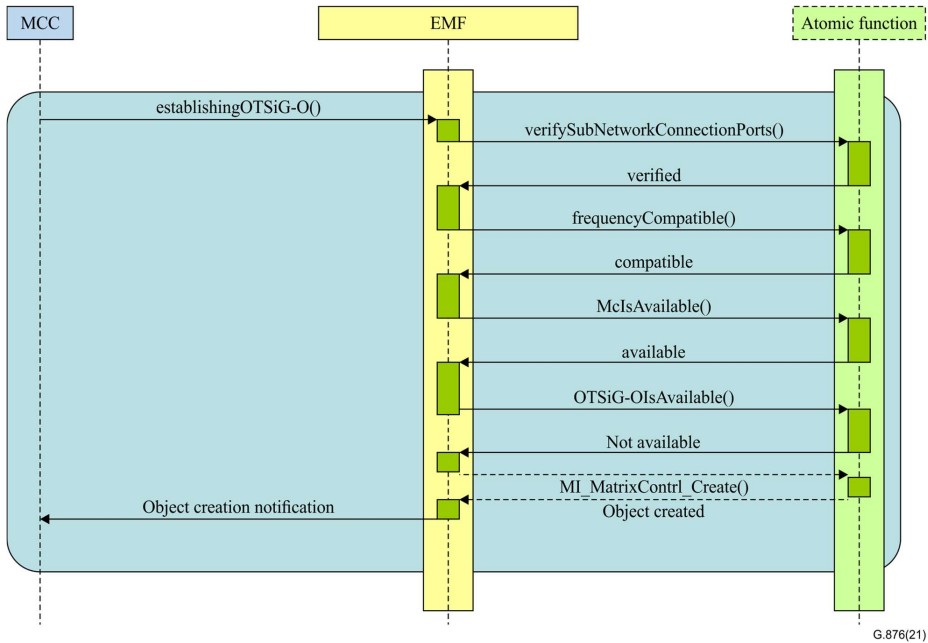 MCC
EMF
Atomic function
establishingOTSiG-O()
verifySubNetworkConnectionPorts()
verified
frequencyCompatible()
compatible
McIsAvailable()
available
OTSiG-OIsAvailable()
Not available
MI_MatrixContrl_Create()
Object creation notification
Object created
G.876(21)